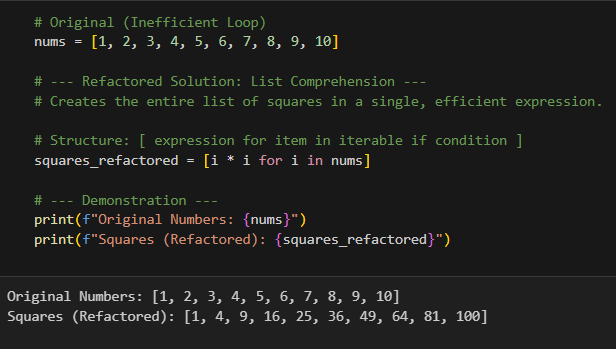 # Original (Inefficient Loop)
nums = [1, 2, 3, 4, 5, 6, 7, 8, 9, 10]
# --- Refactored Solution: List Comprehension ---
# Creates the entire list of squares in a single, efficient expression.
# Structure: [ expression for item in iterable if condition ]
squares_refactored = [i * i for i in nums]
# --- Demonstration ---
print(f"Original Numbers: {nums}")
print(f"Squares (Refactored): {squares_refactored}")
Original Numbers: [1, 2, 3, 4, 5, 6, 7, 8, 9, 10]
Squares (Refactored): [1, 4, 9, 16, 25, 36, 49, 64, 81, 100]